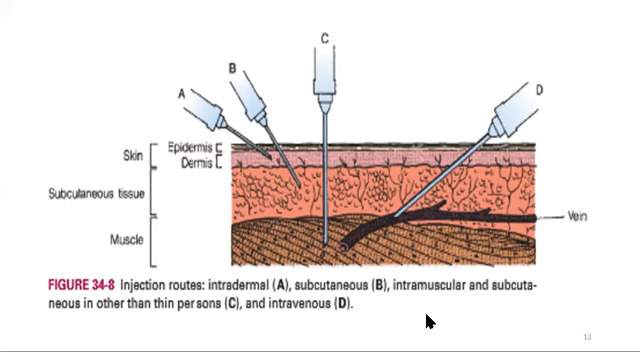 C
B
A
D
Epidermis
Skin
Dermis
Subcutaneous tissue
Vein
Muscle
FIGURE 34-8 Injection routes: intradermal (A), subcutaneous (B), intramuscular and subcuta-
neous in other than thin persons (C), and intravenous (D).
12